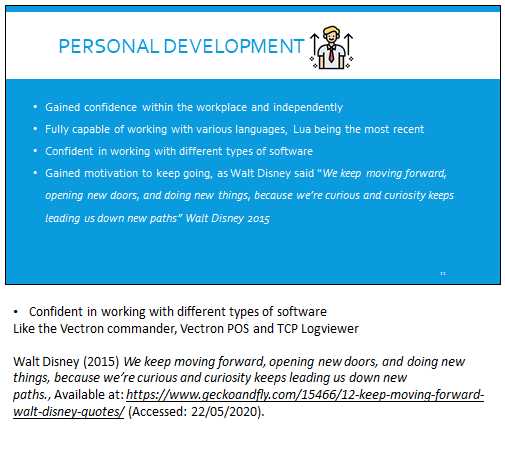 PERSONAL DEVELOPMENT
• Gained confidence within the workplace and independently
• Fully capable of working with various languages, Lua being the most recent
• Confident in working with different types of software
• Gained motivation to keep going, as Walt Disney said "We keep moving forward,
opening new doors, and doing new things, because we're curious and curiosity keeps
leading us down new paths" Walt Disney 2015
• Confident in working with different types of software
Like the Vectron commander, Vectron POS and TCP Logviewer
Walt Disney (2015) We keep moving forward, opening new doors, and doing new
things, because we're curious and curiosity keeps leading us down new
paths., Available at: https://www.geckoandfly.com/15466/12-keep-moving-forward-
walt-disney-quotes/ (Accessed: 22/05/2020).